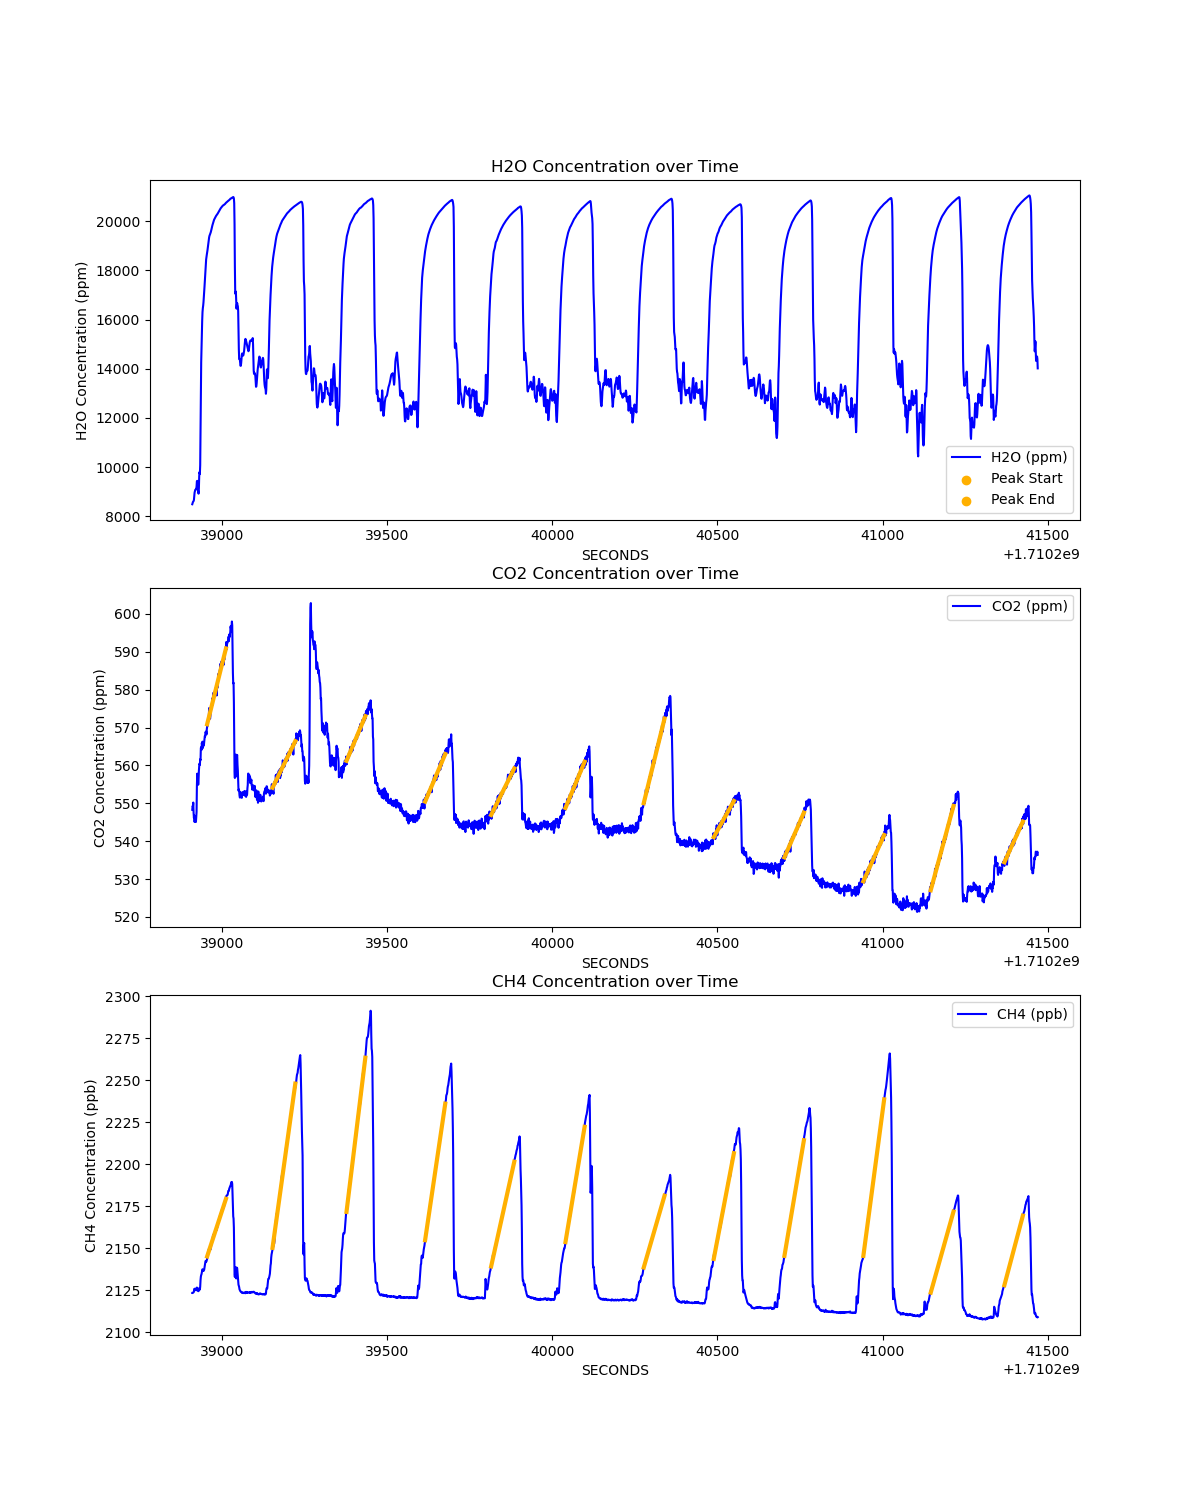 H2O Concentration over Time
H2O Concentration (ppm)
20000
18000
16000
14000
12000
10000
8000
H2O (ppm)
Peak Start
Peak End
39000 39500 40000 40500 41000 41500
SECONDS
+1.7102e9
CO2 Concentration over Time
CO2 Concentration (ppm)
600
590
580
570
560
550
540
530
520
CO2 (ppm)
39000 39500 40000 40500 41000 41500
SECONDS
+1.7102e9
CH4 Concentration over Time
CH4 Concentration (ppb)
2300
2275
2250
2225
2200
2175
2150
2125
2100
CH4 (ppb)
39000 39500 40000 40500 41000 41500
SECONDS
+1.7102e9